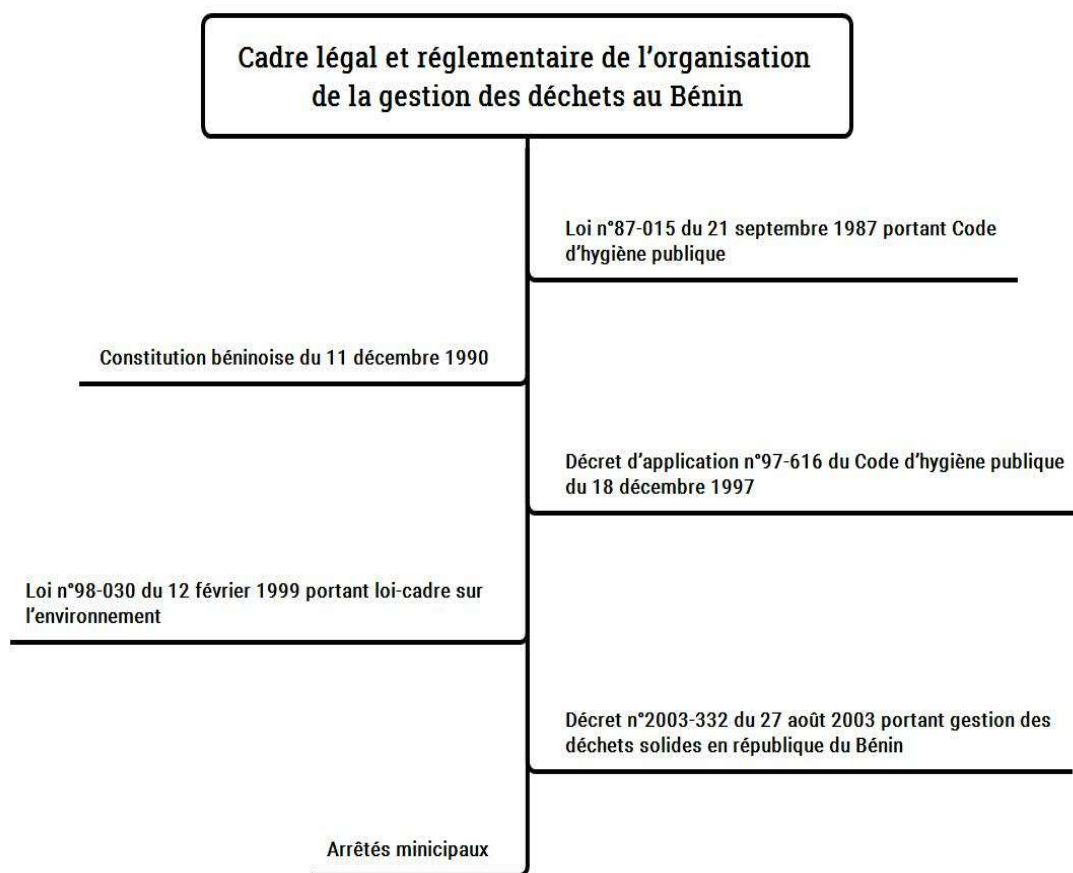 Cadre légal et réglementaire de l’organisation
de la gestion des déchets au Bénin
Loi n°87-015 du 21 septembre 1987 portant Code
d’hygiène publique
Constitution béninoise du 11 décembre 1990
Décret d’application n°97-616 du Code d’hygiène publique
du 18 décembre 1997
Loi n°98-030 du 12 février 1999 portant loi-cadre sur
l’environnement
Décret n°2003-332 du 27 août 2003 portant gestion des
déchets solides en république du Bénin
Arrêtés minicipaux